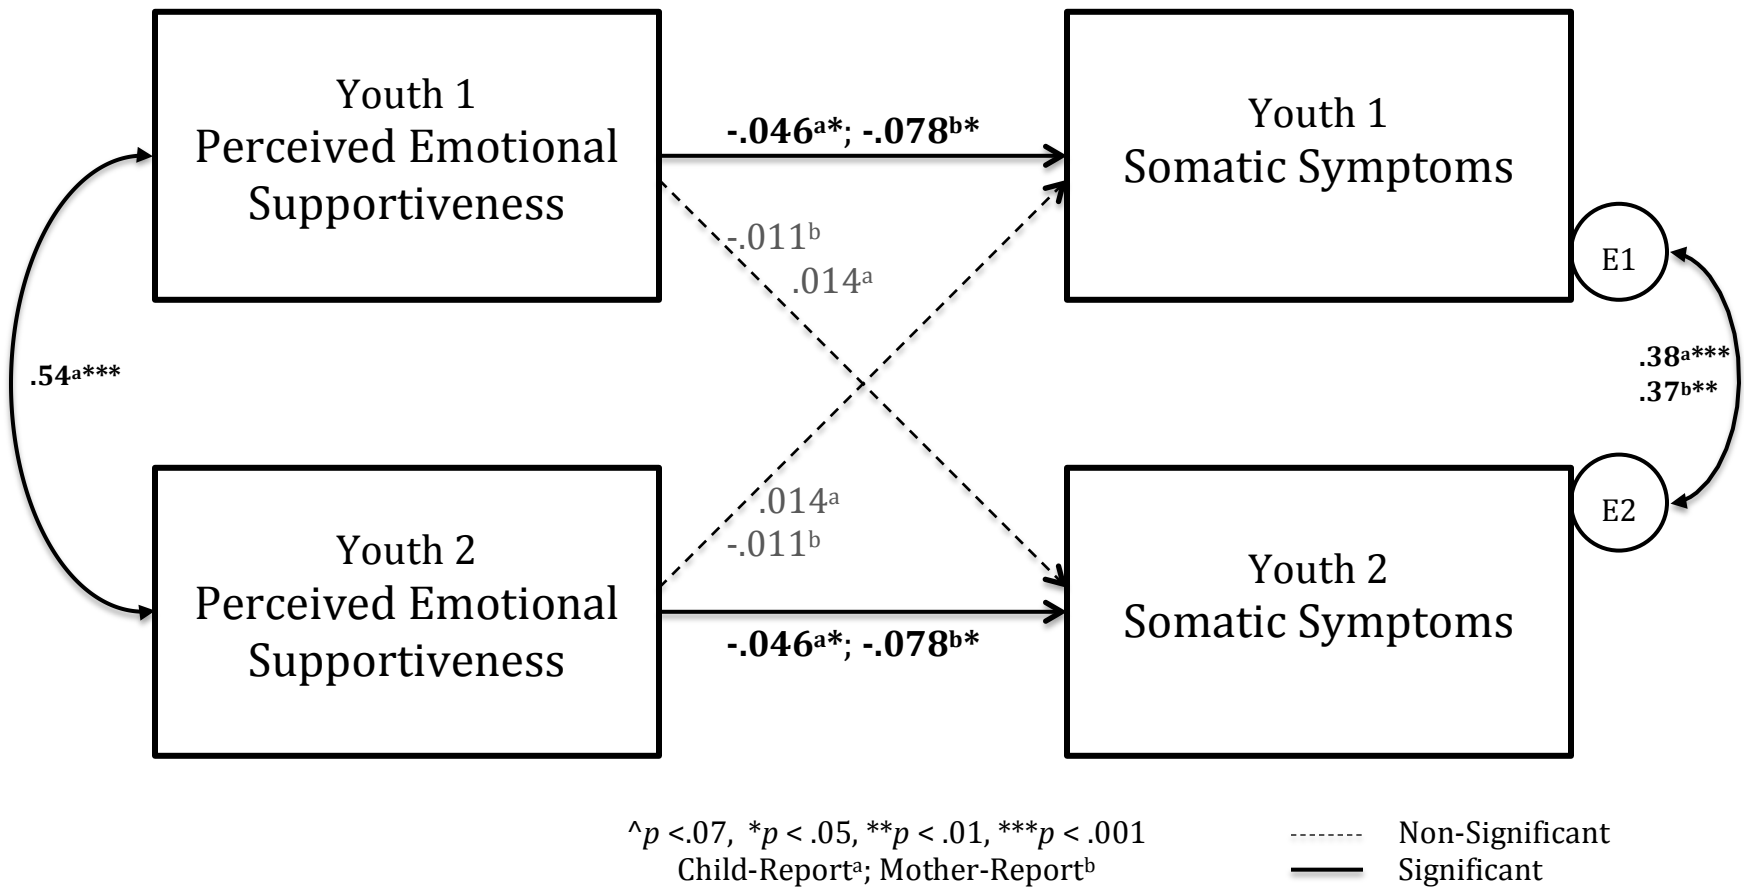 Youth 1
Perceived Emotional
Supportiveness
-.046ᵃ*; -.078ᵇ*
Youth 1
Somatic Symptoms
-.011ᵇ
.014ᵃ
E1
.54ᵃ***
.38ᵃ***
.37ᵇ**
.014ᵃ
-.011ᵇ
Youth 2
Perceived Emotional
Supportiveness
-.046ᵃ*; -.078ᵇ*
Youth 2
Somatic Symptoms
E2
^p <.07, *p < .05, **p < .01, ***p < .001
Child-Reportᵃ; Mother-Reportᵇ
Non-Significant
Significant